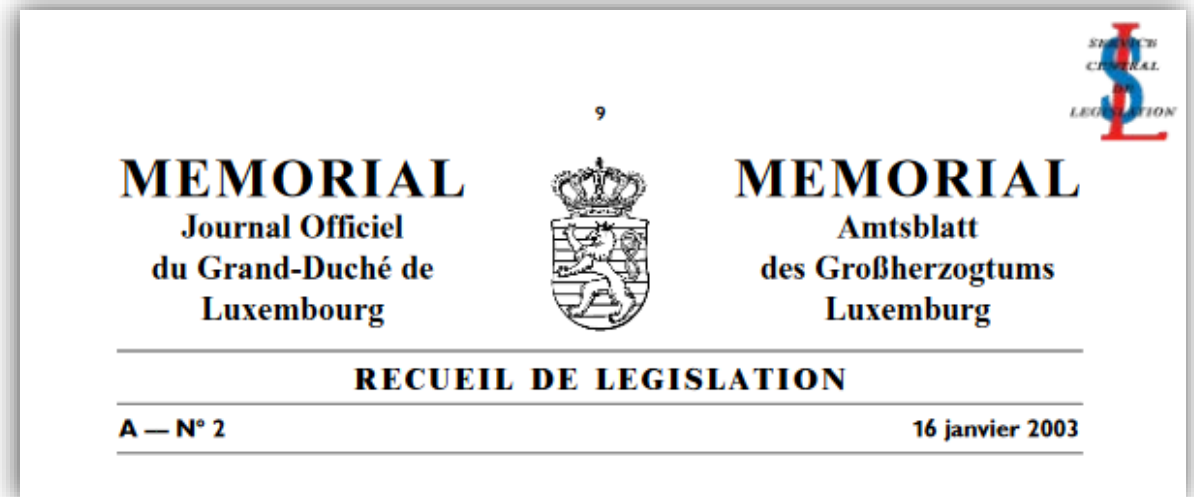 SERVICE
CENTRAL
DE
LEGISLATION
9
MEMORIAL
Journal Officiel
du Grand-Duché de
Luxembourg
MEMORIAL
Amtsblatt
des Großherzogtums
Luxemburg
RECUEIL DE LEGISLATION
A — N° 2
16 janvier 2003